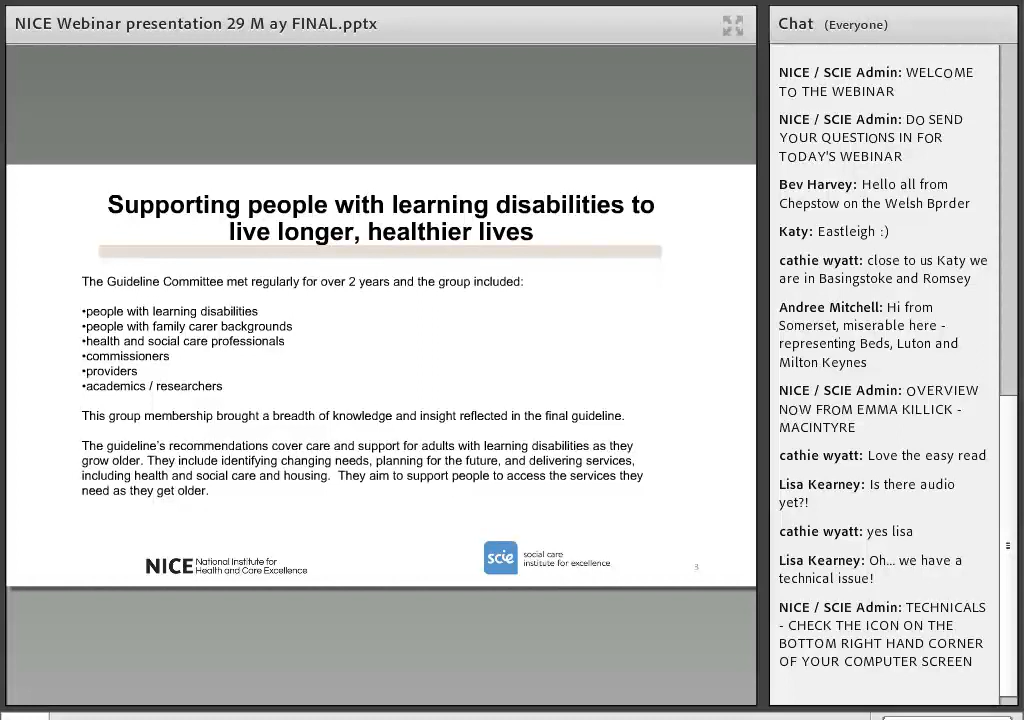 NICE Webinar presentation 29 M ay FINAL.pptx
Supporting people with learning disabilities to
live longer, healthier lives
The Guideline Committee met regularly for over 2 years and the group included:
•people with learning disabilities
•people with family carer backgrounds
•health and social care professionals
•commissioners
•providers
•academics / researchers
This group membership brought a breadth of knowledge and insight reflected in the final guideline.
The guideline's recommendations cover care and support for adults with learning disabilities as they
grow older. They include identifying changing needs, planning for the future, and delivering services,
including health and social care and housing.  They aim to support people to access the services they
need as they get older.
NICE National Institute for
Health and Care Excellence
scie social care
institute for excellence
3
Chat (Everyone)
NICE / SCIE Admin: WELCOME
TO THE WEBINAR
NICE / SCIE Admin: DO SEND
YOUR QUESTIONS IN FOR
TODAY'S WEBINAR
Bev Harvey: Hello all from
Chepstow on the Welsh Bprder
Katy: Eastleigh :)
cathie wyatt: close to us Katy we
are in Basingstoke and Romsey
Andree Mitchell: Hi from
Somerset, miserable here -
representing Beds, Luton and
Milton Keynes
NICE / SCIE Admin: OVERVIEW
NOW FROM EMMA KILLICK -
MACINTYRE
cathie wyatt: Love the easy read
Lisa Kearney: Is there audio
yet?!
cathie wyatt: yes lisa
Lisa Kearney: Oh... we have a
technical issue!
NICE / SCIE Admin: TECHNICALS
- CHECK THE ICON ON THE
BOTTOM RIGHT HAND CORNER
OF YOUR COMPUTER SCREEN